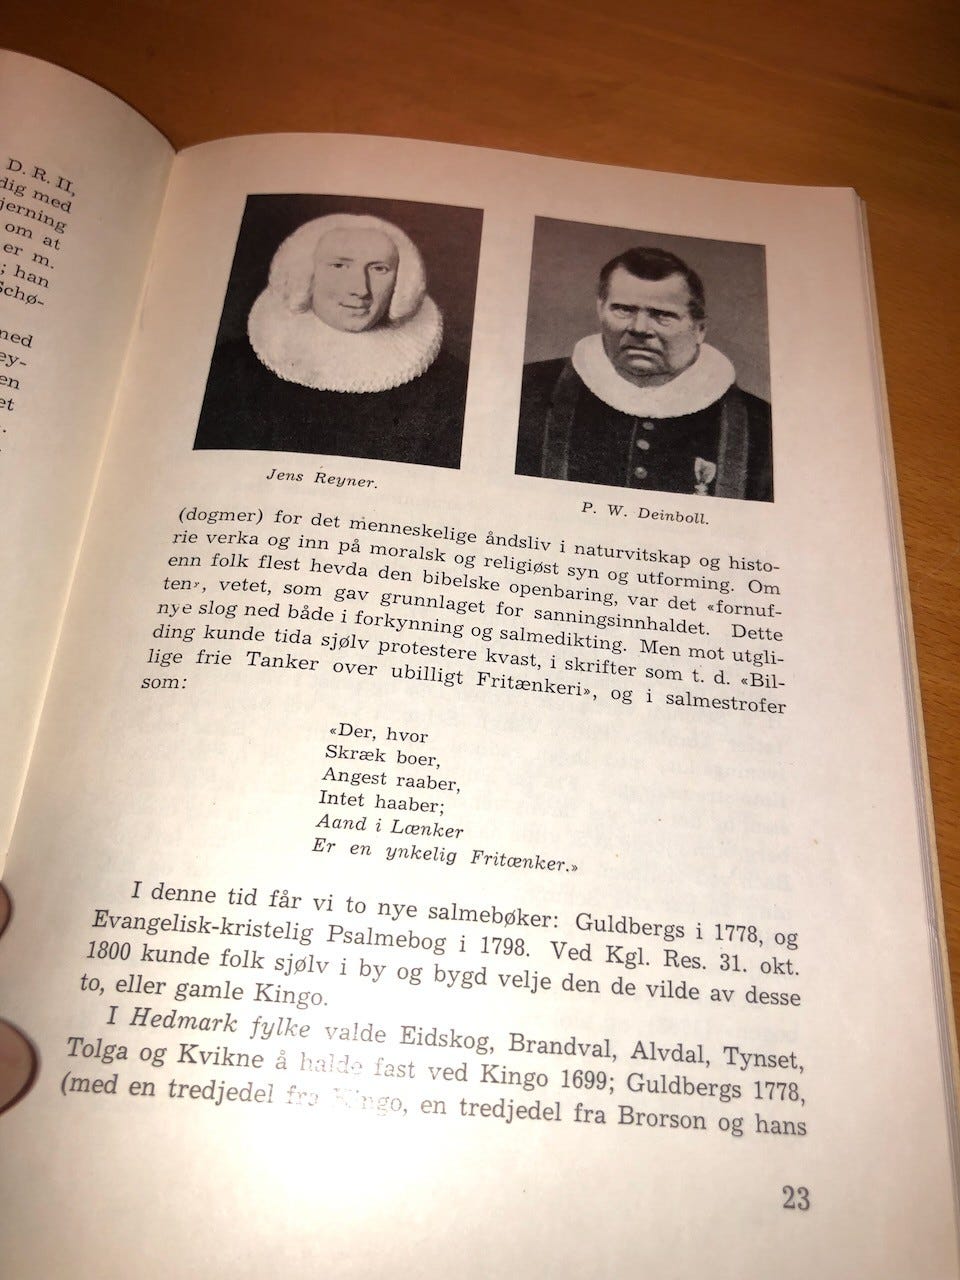 D. R. II,
dig med
jerning
om at
er m.
; han
Schø-
med
ey-
en
et
Jens Reyner.
P. W. Deinboll.
(dogmer) for det menneskelige åndsliv i naturvitskap og histo-
rie verka og inn på moralsk og religiøst syn og utforming. Om
enn folk flest hevda den bibelske openbaring, var det «fornuf-
ten», vetet, som gav grunnlaget for sanningsinnhaldet. Dette
nye slog ned både i forkynning og salmedikting. Men mot utgli-
ding kunde tida sjølv protestere kvast, i skrifter som t. d. «Bil-
lige frie Tanker over ubilligt Fritænkeri», og i salmestrofer
som:
«Der, hvor
Skræk boer,
Angest raaber,
Intet haaber;
Aand i Lænker
Er en ynkelig Fritænker.»
I denne tid får vi to nye salmebøker: Guldbergs i 1778, og
Evangelisk-kristelig Psalmebog i 1798. Ved Kgl. Res. 31. okt.
1800 kunde folk sjølv i by og bygd velje den de vilde av desse
to, eller gamle Kingo.
I Hedmark fylke valde Eidskog, Brandval, Alvdal, Tynset,
Tolga og Kvikne å halde fast ved Kingo 1699; Guldbergs 1778,
(med en tredjedel fra Kingo, en tredjedel fra Brorson og hans
23